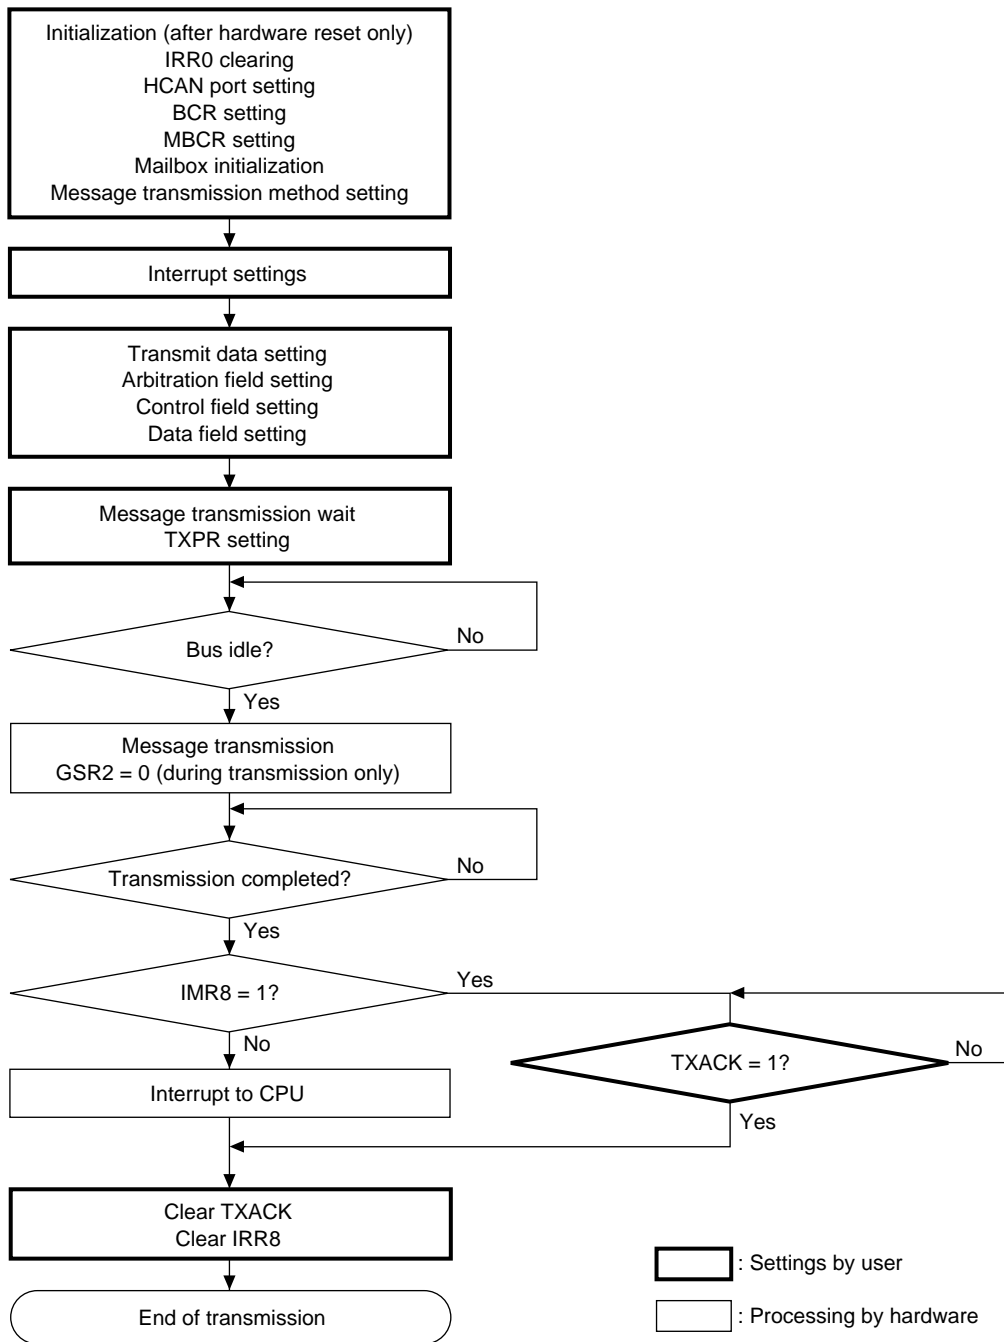 Initialization (after hardware reset only)
IRR0 clearing
HCAN port setting
BCR setting
MBCR setting
Mailbox initialization
Message transmission method setting
Interrupt settings
Transmit data setting
Arbitration field setting
Control field setting
Data field setting
Message transmission wait
TXPR setting
Bus idle?
No
Yes
Message transmission
GSR2 = 0 (during transmission only)
Transmission completed?
No
Yes
IMR8 = 1?
Yes
No
TXACK = 1?
No
Yes
Interrupt to CPU
Clear TXACK
Clear IRR8
End of transmission
: Settings by user
: Processing by hardware